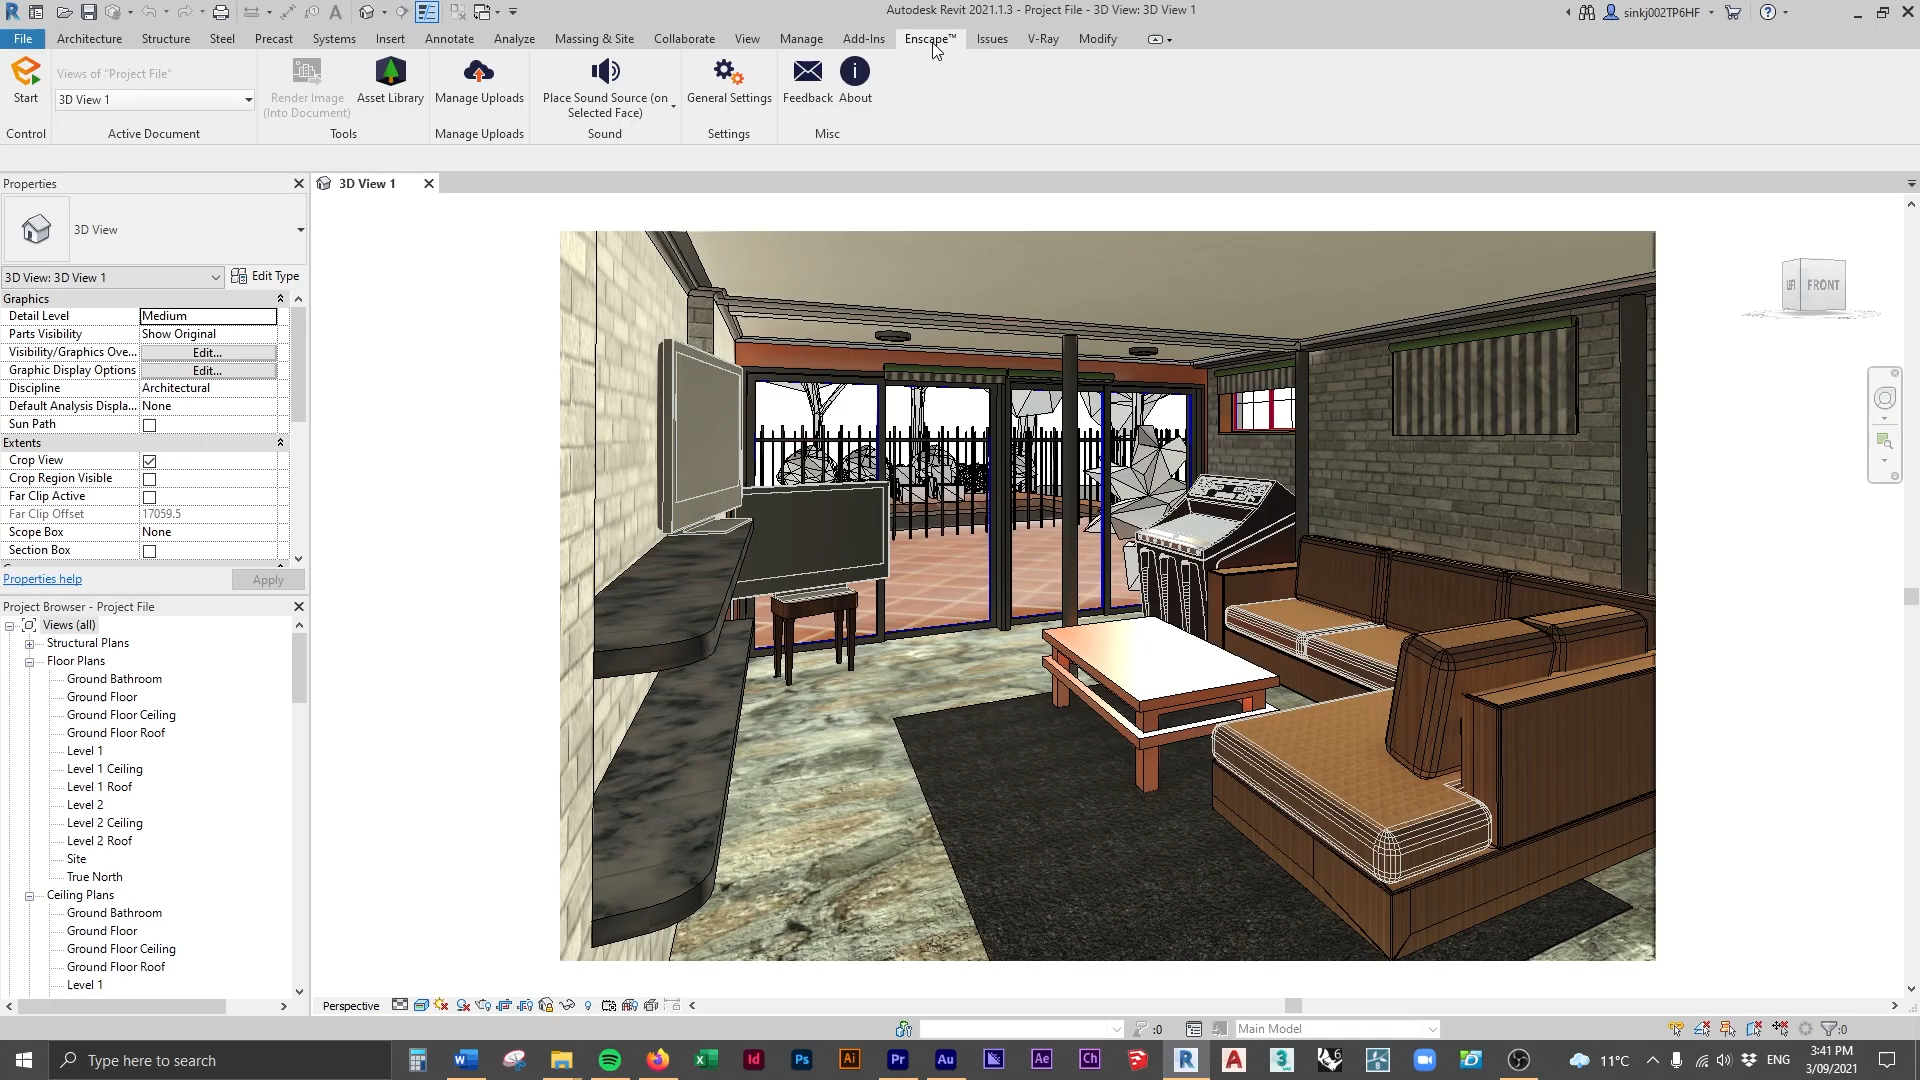 Autodesk Revit 2021.1.3 - Project File - 3D View: 3D View 1
sinkj002TP6HF
File Architecture Structure Steel Precast Systems Insert Annotate Analyze Massing & Site Collaborate View Manage Add-Ins Enscape™ Issues V-Ray Modify
Views of "Project File"
3D View 1
Start
Render Image
(Into Document)
Asset Library
Manage Uploads
Place Sound Source (on
Selected Face)
General Settings
Feedback
About
Control Active Document Tools Manage Uploads Sound Settings Misc
Properties
3D View 1
3D View
3D View: 3D View 1
Edit Type
Graphics
Detail Level Medium
Parts Visibility Show Original
Visibility/Graphics Ove... Edit...
Graphic Display Options Edit...
Discipline Architectural
Default Analysis Displa... None
Sun Path
Extents
Crop View
Crop Region Visible
Far Clip Active
Far Clip Offset 17059.5
Scope Box None
Section Box
Properties help
Apply
Project Browser - Project File
Views (all)
Structural Plans
Floor Plans
Ground Bathroom
Ground Floor
Ground Floor Ceiling
Ground Floor Roof
Level 1
Level 1 Ceiling
Level 1 Roof
Level 2
Level 2 Ceiling
Level 2 Roof
Site
True North
Ceiling Plans
Ground Bathroom
Ground Floor
Ground Floor Ceiling
Ground Floor Roof
Level 1
FRONT
Perspective
:0
Main Model
:0
Type here to search
11°C
ENG
3:41 PM
3/09/2021